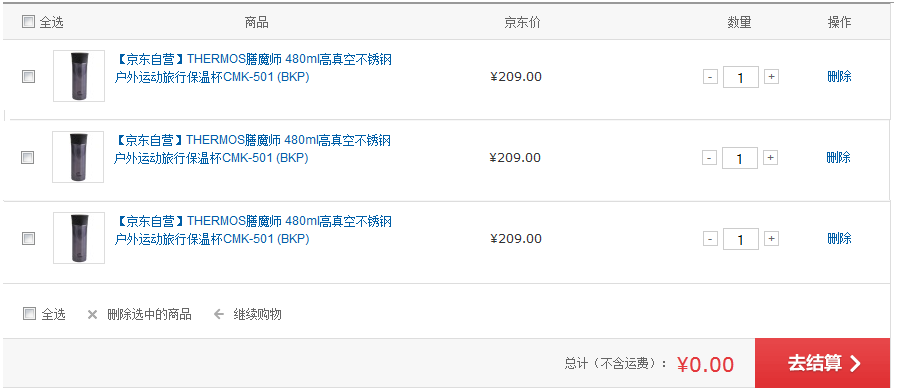 全选 商品 京东价 数量 操作
【京东自营】THERMOS膳魔师 480ml高真空不锈钢
户外运动旅行保温杯CMK-501 (BKP)
¥209.00 - 1 + 删除
【京东自营】THERMOS膳魔师 480ml高真空不锈钢
户外运动旅行保温杯CMK-501 (BKP)
¥209.00 - 1 + 删除
【京东自营】THERMOS膳魔师 480ml高真空不锈钢
户外运动旅行保温杯CMK-501 (BKP)
¥209.00 - 1 + 删除
全选 删除选中的商品 继续购物
总计（不含运费）： ¥0.00 去结算